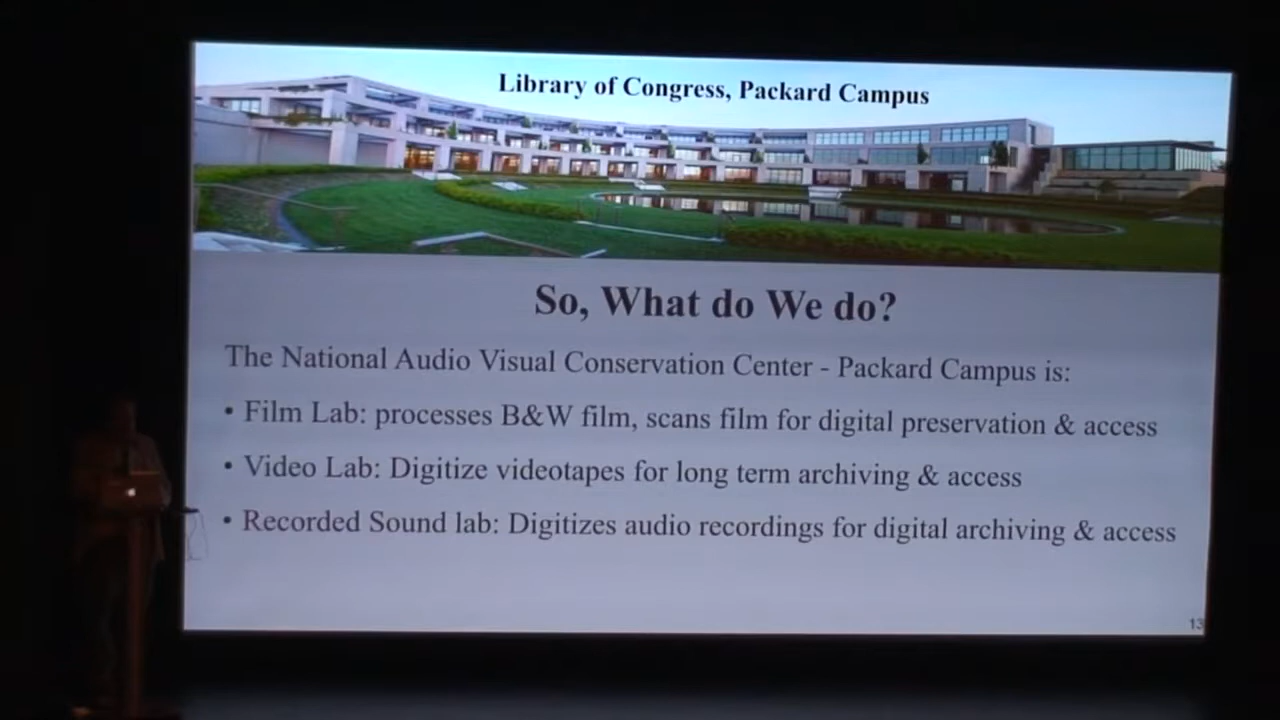 Library of Congress, Packard Campus
So, What do We do?
The National Audio Visual Conservation Center - Packard Campus is:
• Film Lab: processes B&W film, scans film for digital preservation & access
• Video Lab: Digitize videotapes for long term archiving & access
• Recorded Sound lab: Digitizes audio recordings for digital archiving & access
13